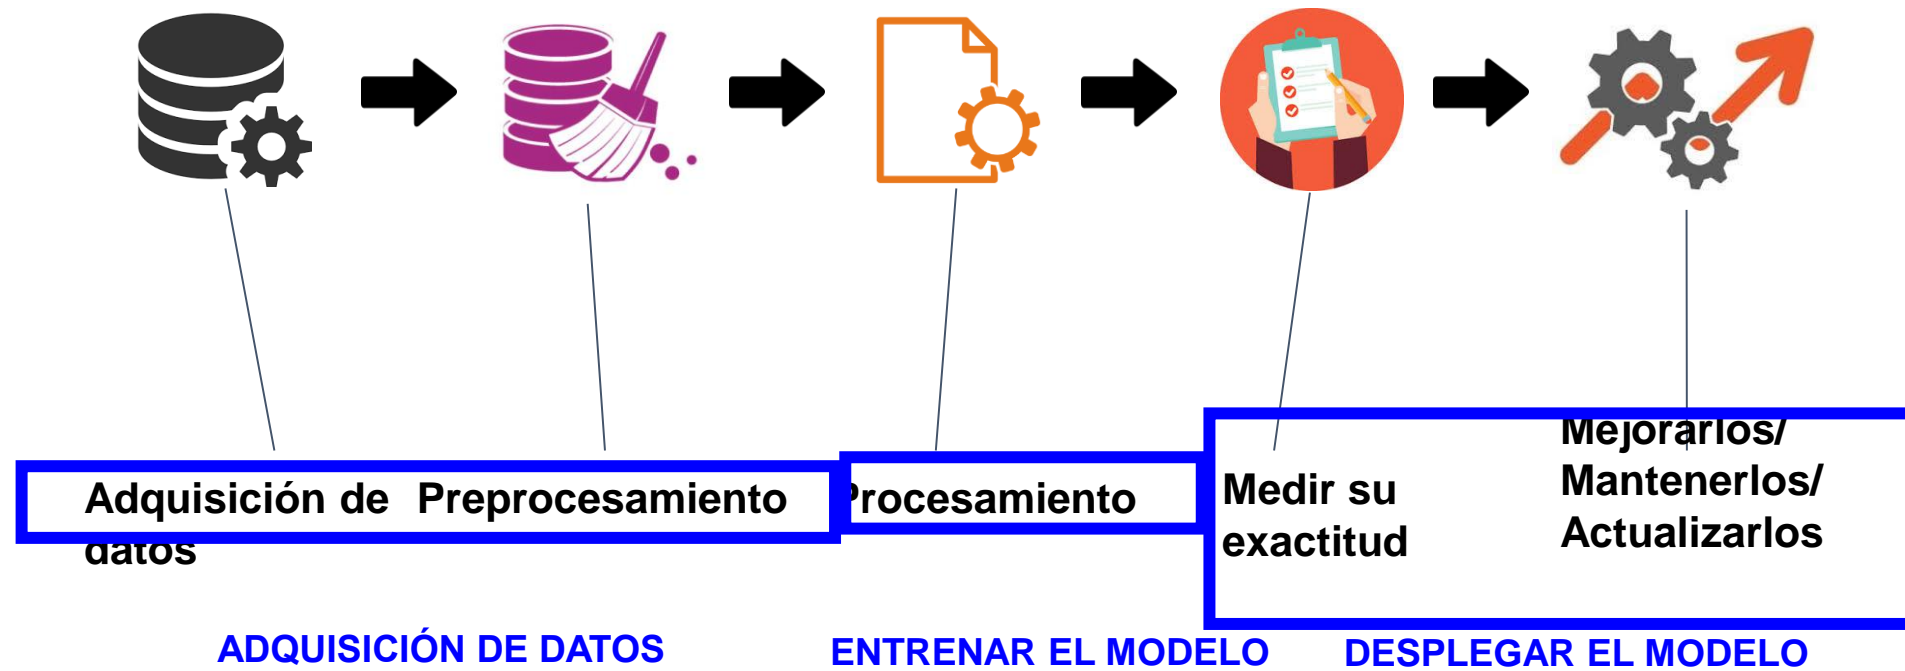 Adquisición de
datos
Preprocesamiento
Procesamiento
Medir su
exactitud
Mejorarlos/
Mantenerlos/
Actualizarlos
ADQUISICIÓN DE DATOS
ENTRENAR EL MODELO
DESPLEGAR EL MODELO